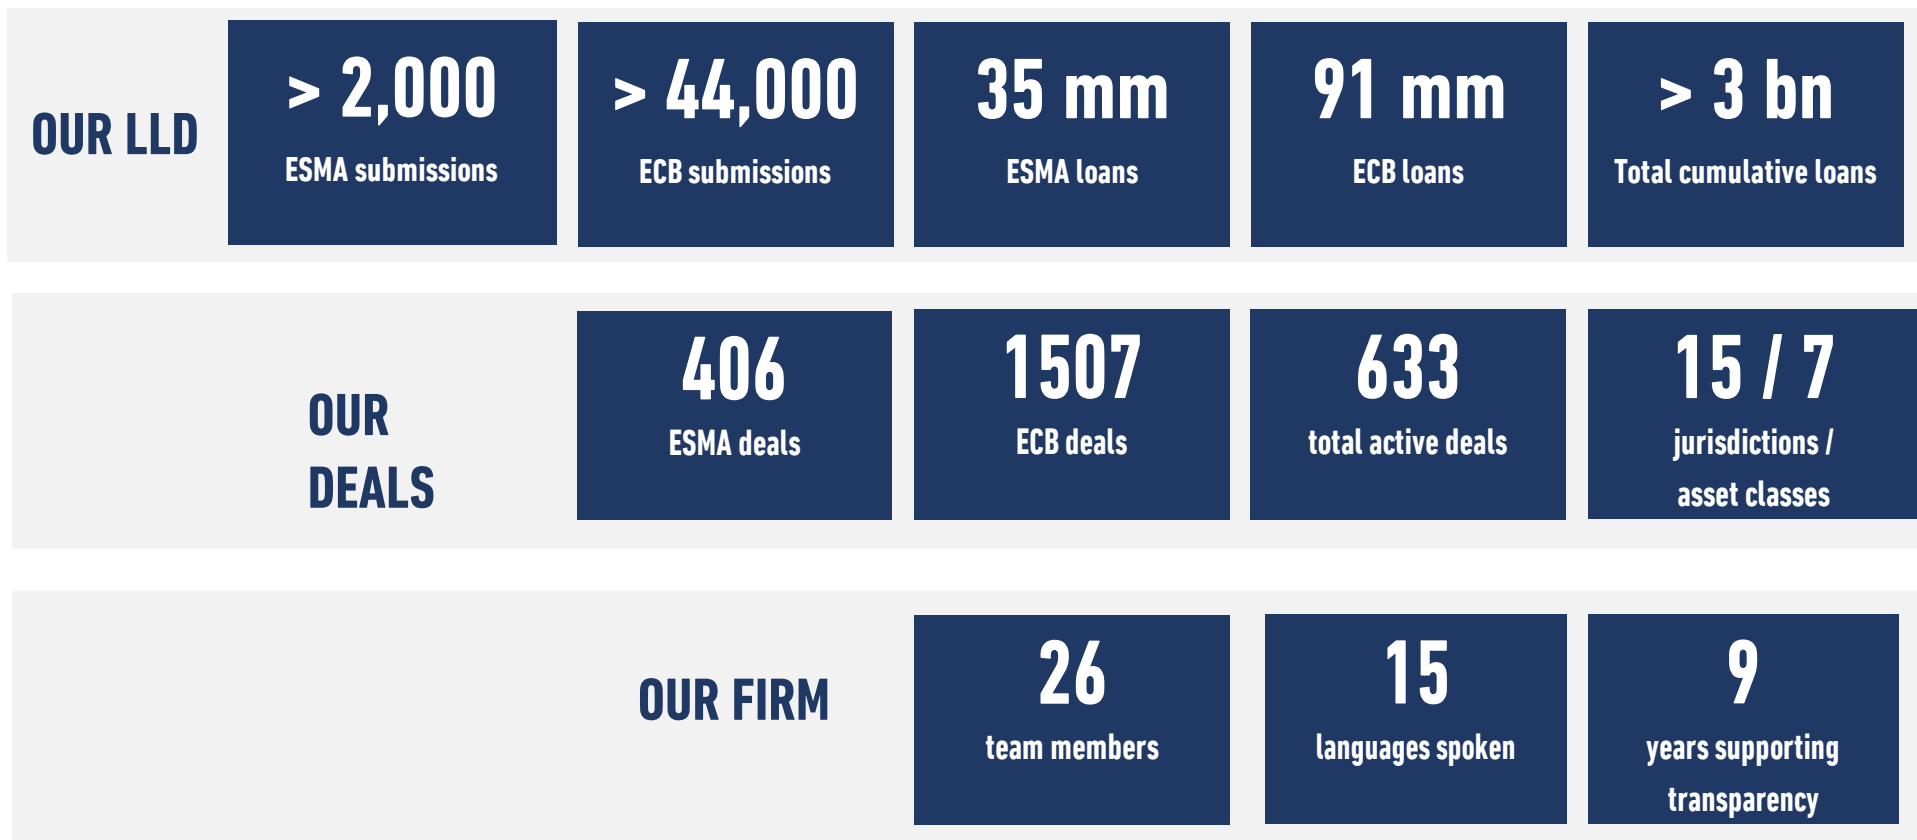 OUR LLD
> 2,000
ESMA submissions
> 44,000
ECB submissions
35 mm
ESMA loans
91 mm
ECB loans
> 3 bn
Total cumulative loans
OUR
DEALS
406
ESMA deals
1507
ECB deals
633
total active deals
15 / 7
jurisdictions /
asset classes
OUR FIRM
26
team members
15
languages spoken
9
years supporting
transparency